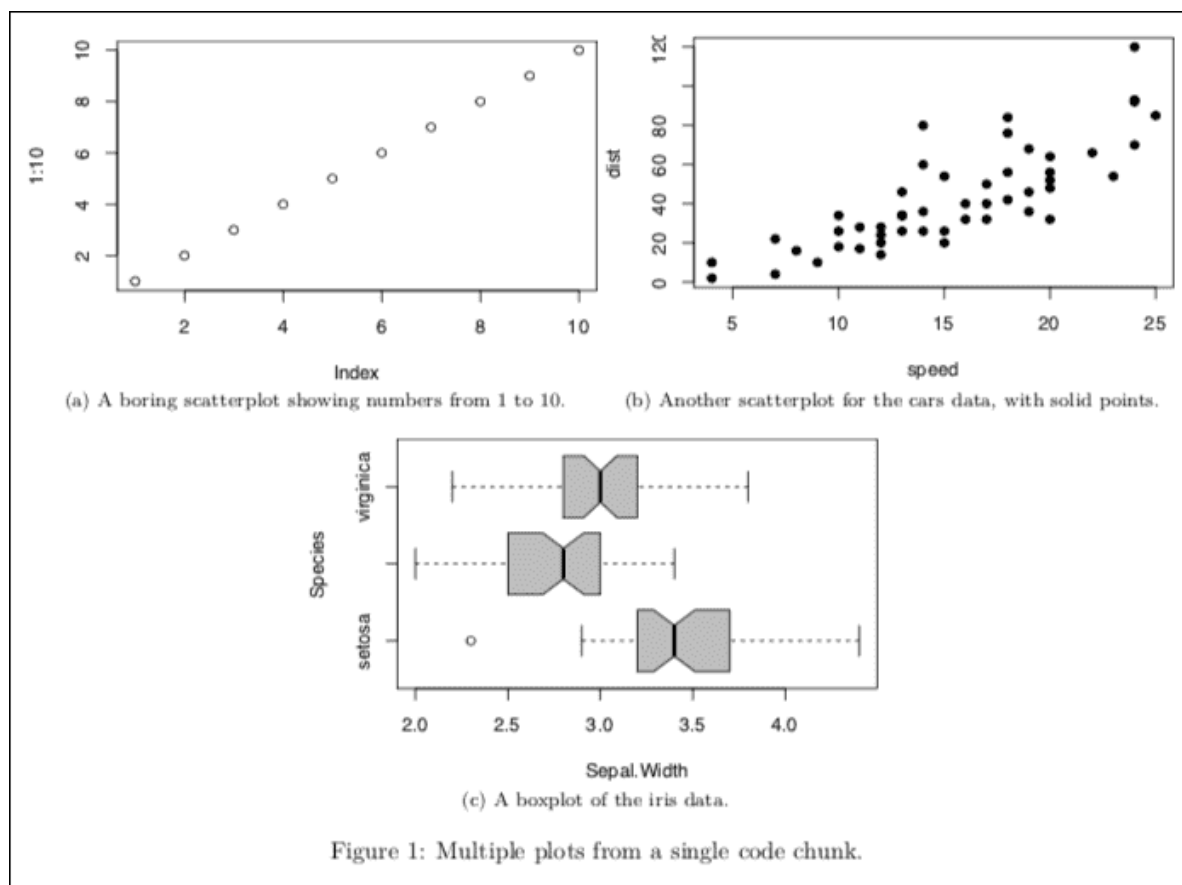 10
8
6
4
2
1:10
2 4 6 8 10
Index
(a) A boring scatterplot showing numbers from 1 to 10.
120
80
60
40
20
0
dist
5 10 15 20 25
speed
(b) Another scatterplot for the cars data, with solid points.
virginica
setosa
Species
2.0 2.5 3.0 3.5 4.0
Sepal.Width
(c) A boxplot of the iris data.
Figure 1: Multiple plots from a single code chunk.